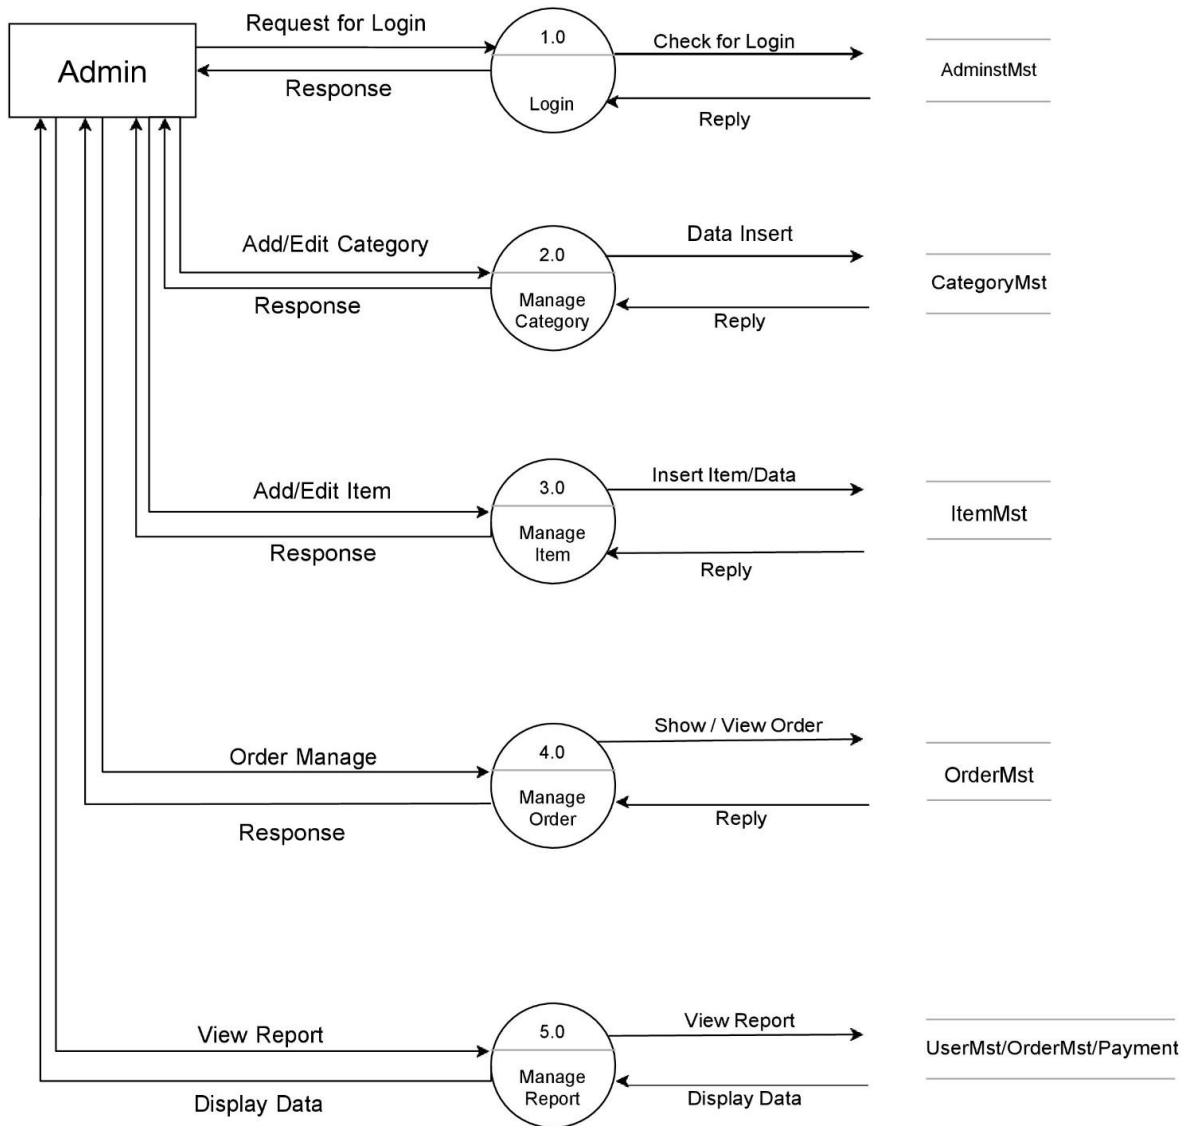 Request for Login
1.0
Check for Login
Admin
AdminstMst
Response
Login
Reply
Add/Edit Category
2.0
Data Insert
CategoryMst
Response
Manage
Category
Reply
Add/Edit Item
3.0
Insert Item/Data
ItemMst
Response
Manage
Item
Reply
Order Manage
4.0
Show / View Order
OrderMst
Response
Manage
Order
Reply
View Report
5.0
View Report
UserMst/OrderMst/Payment
Display Data
Manage
Report
Display Data